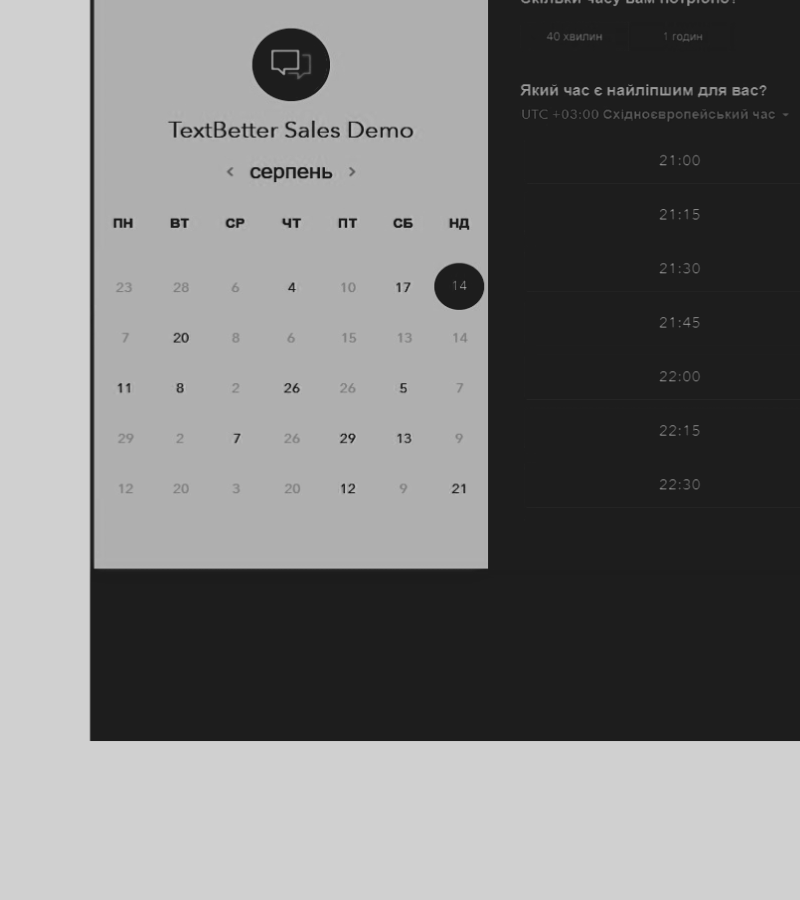 TextBetter Sales Demo
< серпень >
ПН ВТ СР ЧТ ПТ СБ НД
23 28 6 4 10 17 14
7 20 8 6 15 13 14
11 8 2 26 26 5 7
29 2 7 26 29 13 9
12 20 3 20 12 9 21
Скільки часу вам потрібно?
40 хвилин 1 годин
Який час є найліпшим для вас?
UTC +03:00 Східноєвропейський час
21:00
21:15
21:30
21:45
22:00
22:15
22:30